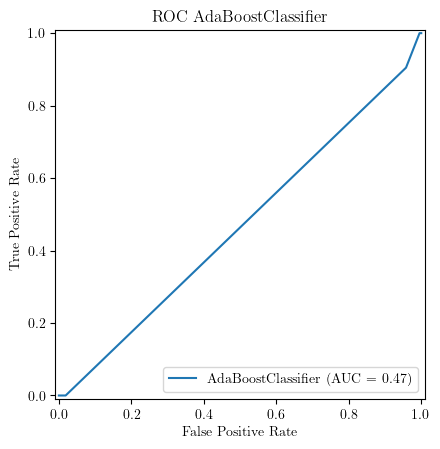 ROC AdaBoostClassifier
1.0
0.8
0.6
0.4
0.2
0.0
True Positive Rate
AdaBoostClassifier (AUC = 0.47)
0.0 0.2 0.4 0.6 0.8 1.0
False Positive Rate